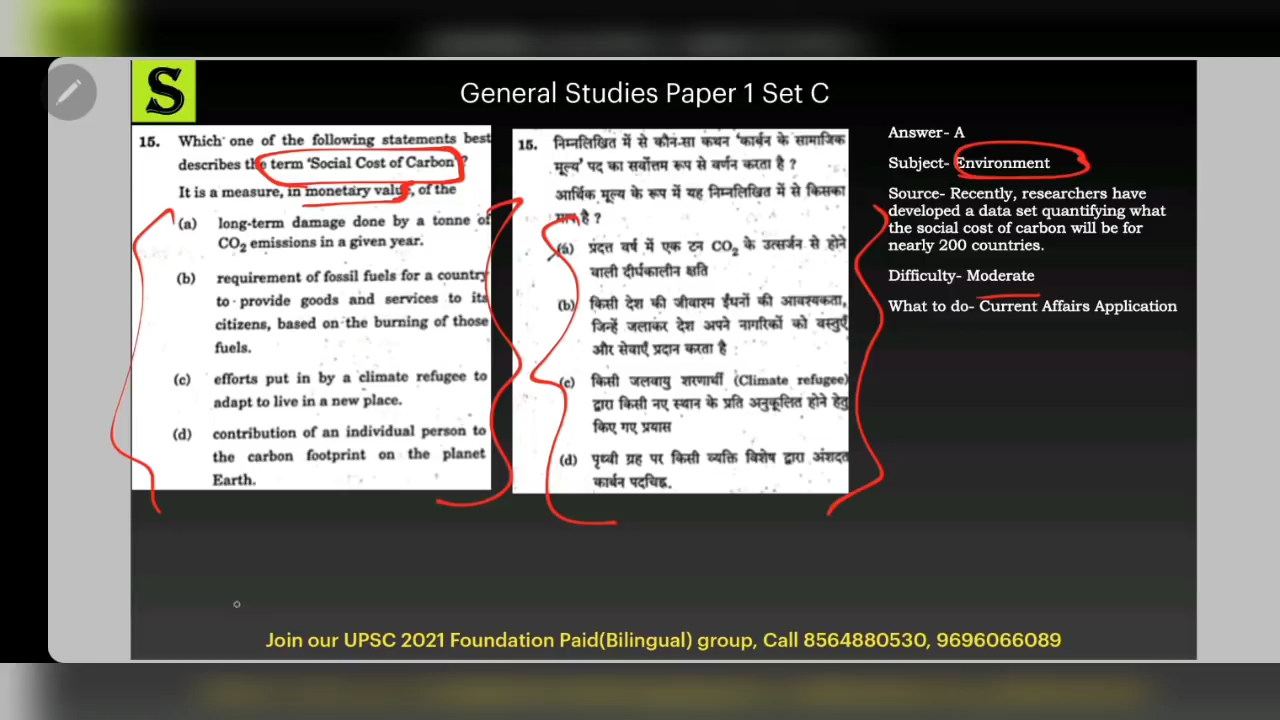 S
General Studies Paper 1 Set C
15. Which one of the following statements best
describes the term 'Social Cost of Carbon'?
It is a measure, in monetary value, of the
(a) long-term damage done by a tonne of
CO₂ emissions in a given year.
(b) requirement of fossil fuels for a country
to provide goods and services to its
citizens, based on the burning of those
fuels.
(c) efforts put in by a climate refugee to
adapt to live in a new place.
(d) contribution of an individual person to
the carbon footprint on the planet
Earth.
15. निम्नलिखित में से कौन-सा कथन 'कार्बन के सामाजिक
मूल्य' पद का सर्वोत्तम रूप से वर्णन करता है ?
आर्थिक मूल्य के रूप में यह निम्नलिखित में से किसका
माप है ?
(a) प्रदत्त वर्ष में एक टन CO₂ के उत्सर्जन से होने
वाली दीर्घकालीन क्षति
(b) किसी देश की जीवाश्म ईंधनों की आवश्यकता,
जिन्हें जलाकर देश अपने नागरिकों को वस्तुएँ
और सेवाएँ प्रदान करता है
(c) किसी जलवायु शरणार्थी (Climate refugee)
द्वारा किसी नए स्थान के प्रति अनुकूलित होने हेतु
किए गए प्रयास
(d) पृथ्वी ग्रह पर किसी व्यक्ति विशेष द्वारा अंशदत
कार्बन पदचिह्न
Answer- A
Subject- Environment
Source- Recently, researchers have
developed a data set quantifying what
the social cost of carbon will be for
nearly 200 countries.
Difficulty- Moderate
What to do- Current Affairs Application
Join our UPSC 2021 Foundation Paid(Bilingual) group, Call 8564880530, 9696066089